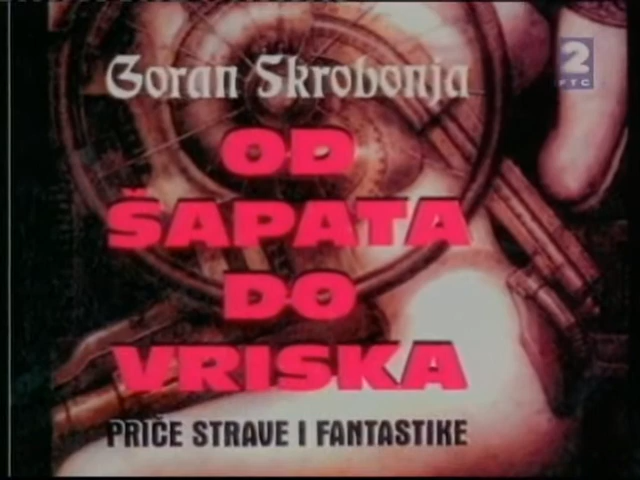 Goran Skrobonja
2
РТС
OD
ŠAPATA
DO
VRISKA
PRIČE STRAVE I FANTASTIKE